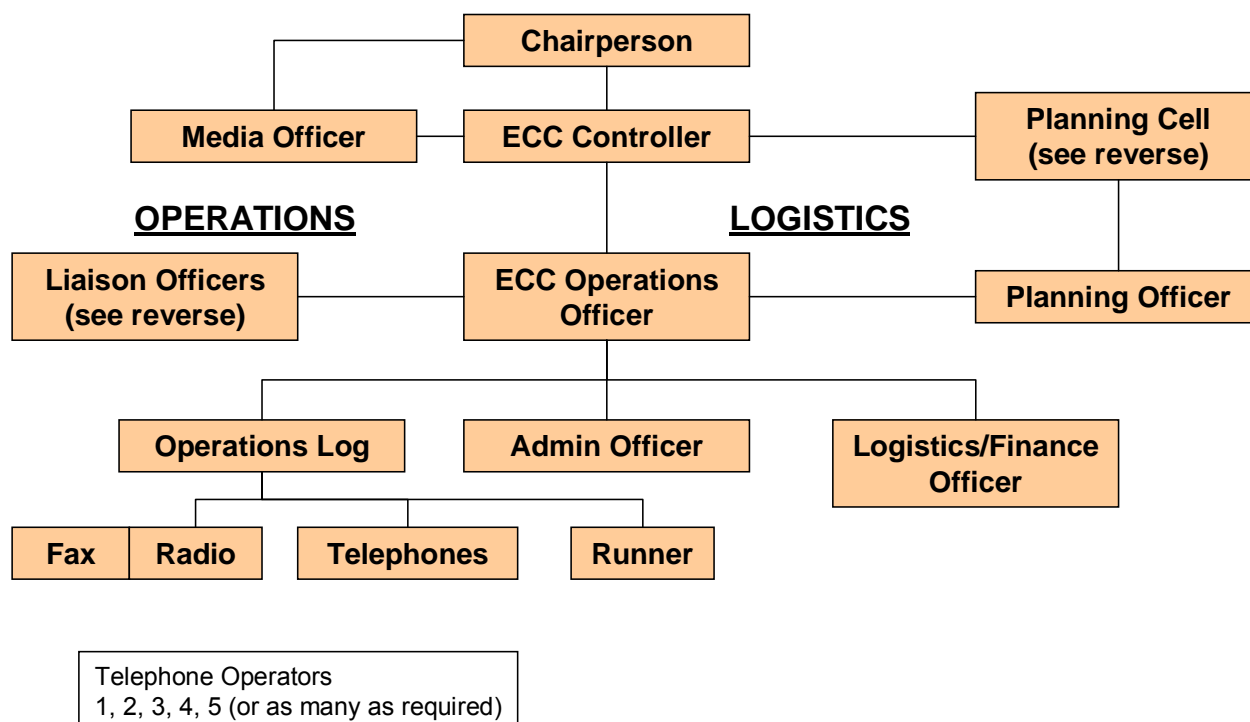 Chairperson
Media Officer
ECC Controller
Planning Cell
(see reverse)
OPERATIONS
LOGISTICS
Liaison Officers
(see reverse)
ECC Operations
Officer
Planning Officer
Operations Log
Admin Officer
Logistics/Finance
Officer
Fax
Radio
Telephones
Runner
Telephone Operators
1, 2, 3, 4, 5 (or as many as required)